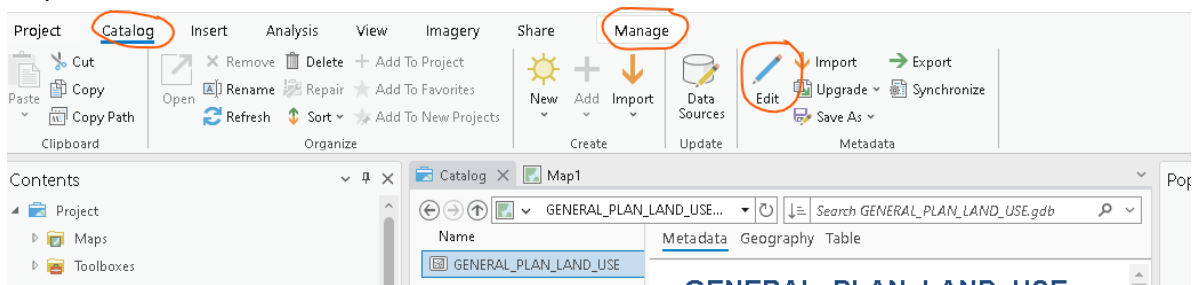 Project Catalog Insert Analysis View Imagery Share Manage
Cut Remove Delete Add To Project Import Export
Copy Rename Repair Add To Favorites Upgrade Synchronize
Paste Open New Add Import Data Sources Edit
Copy Path Refresh Sort Add To New Projects Save As
Clipboard Organize Create Update Metadata
Contents Catalog Map1 Pop
Project GENERAL_PLAN_LAND_USE... Search GENERAL_PLAN_LAND_USE.gdb
Maps Name Metadata Geography Table
Toolboxes GENERAL_PLAN_LAND_USE
GENERAL_PLAN_LAND_USE